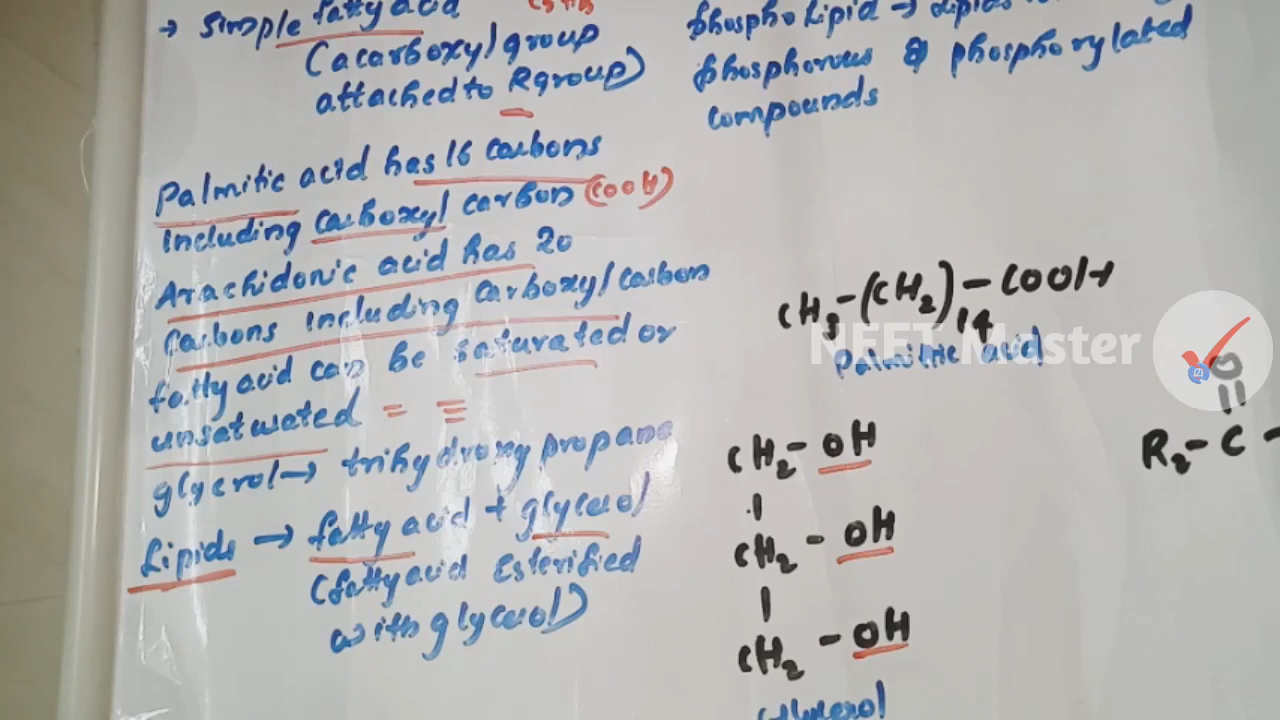 → Simple fatty acid
(a carboxyl group
attached to R group)
Palmitic acid has 16 carbons
including carboxyl carbon (COOH)
Arachidonic acid has 20
carbons including carboxyl carbon
fatty acid can be saturated or
unsaturated = ≡
glycerol → trihydroxy propane
Lipids → fatty acid + glycerol
(fatty acid Esterified
with glycerol)
phospholipid → Lipids
phosphorous & phosphorylated
compounds
CH3-(CH2)14-COOH
Palmitic acid
NEET Master
O
||
R2-C-
CH2-OH
|
CH2-OH
|
CH2-OH
Glycerol